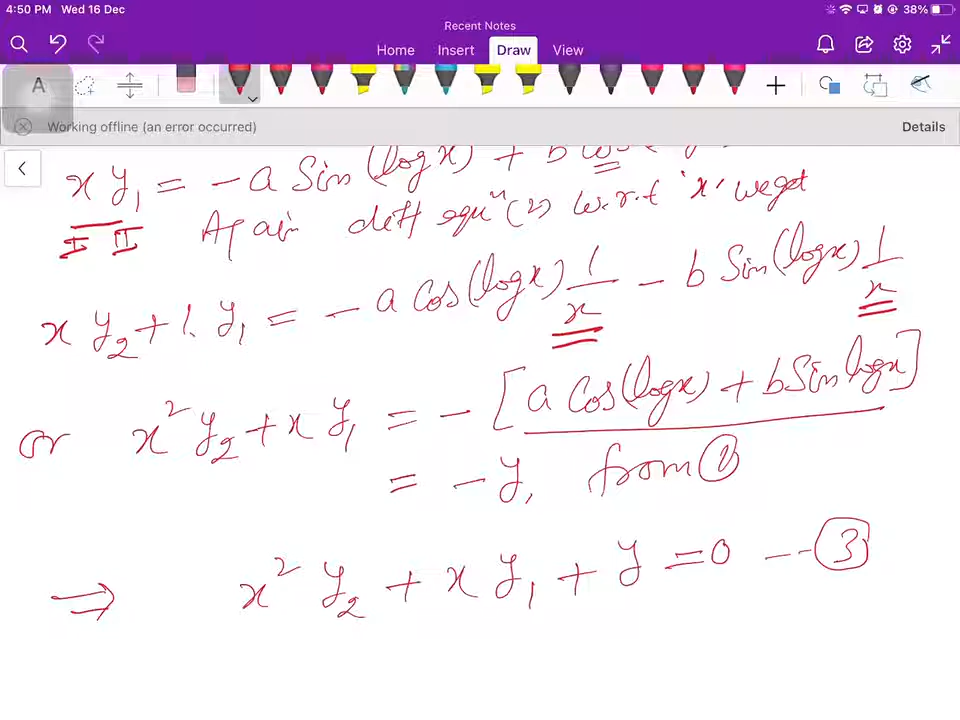 4:50 PM Wed 16 Dec
38%
Recent Notes
Home Insert Draw View
A
Working offline (an error occurred) Details
x y₁ = - a Sin (log x) + b cos
I II Again diff equⁿ (2) w.r.t 'x' we get
x y₂ + 1. y₁ = - a Cos(log x) 1/x - b Sin(log x) 1/x
or x² y₂ + x y₁ = - [a Cos(log x) + b Sin log x]
= - y, from ①
⇒ x² y₂ + x y₁ + y = 0 -- ③